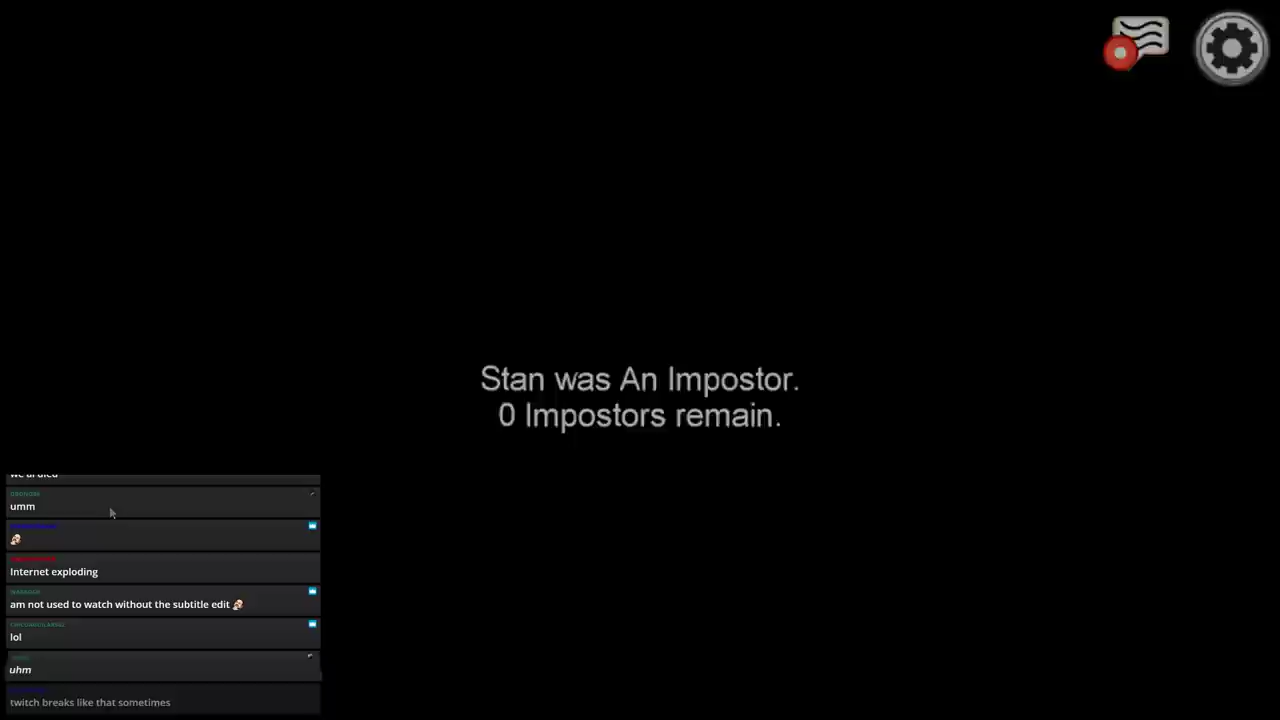 Stan was An Impostor.
0 Impostors remain.
umm
Internet exploding
am not used to watch without the subtitle edit
lol
uhm
twitch breaks like that sometimes